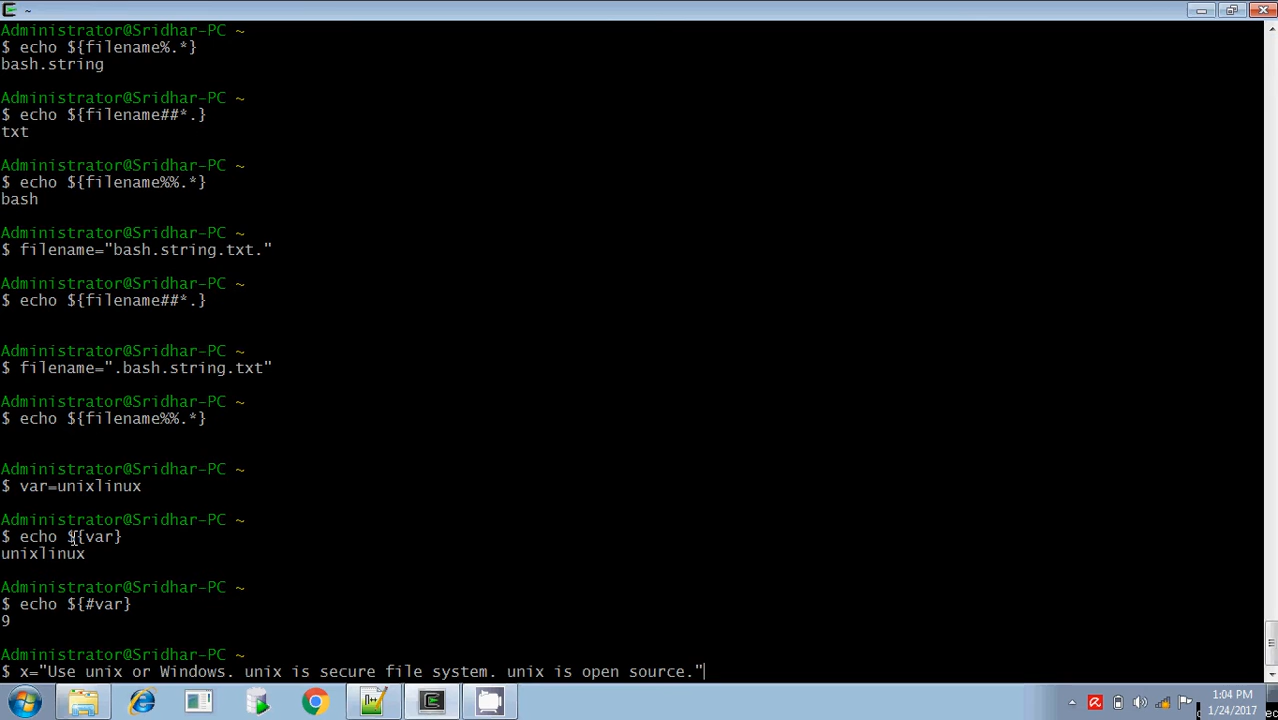 ~
Administrator@Sridhar-PC ~
$ echo ${filename%.*}
bash.string
Administrator@Sridhar-PC ~
$ echo ${filename##*.}
txt
Administrator@Sridhar-PC ~
$ echo ${filename%%.*}
bash
Administrator@Sridhar-PC ~
$ filename="bash.string.txt."
Administrator@Sridhar-PC ~
$ echo ${filename##*.}
Administrator@Sridhar-PC ~
$ filename=".bash.string.txt"
Administrator@Sridhar-PC ~
$ echo ${filename%%.*}
Administrator@Sridhar-PC ~
$ var=unixlinux
Administrator@Sridhar-PC ~
$ echo ${var}
unixlinux
Administrator@Sridhar-PC ~
$ echo ${#var}
9
Administrator@Sridhar-PC ~
$ x="Use unix or Windows. unix is secure file system. unix is open source."
1:04 PM
1/24/2017